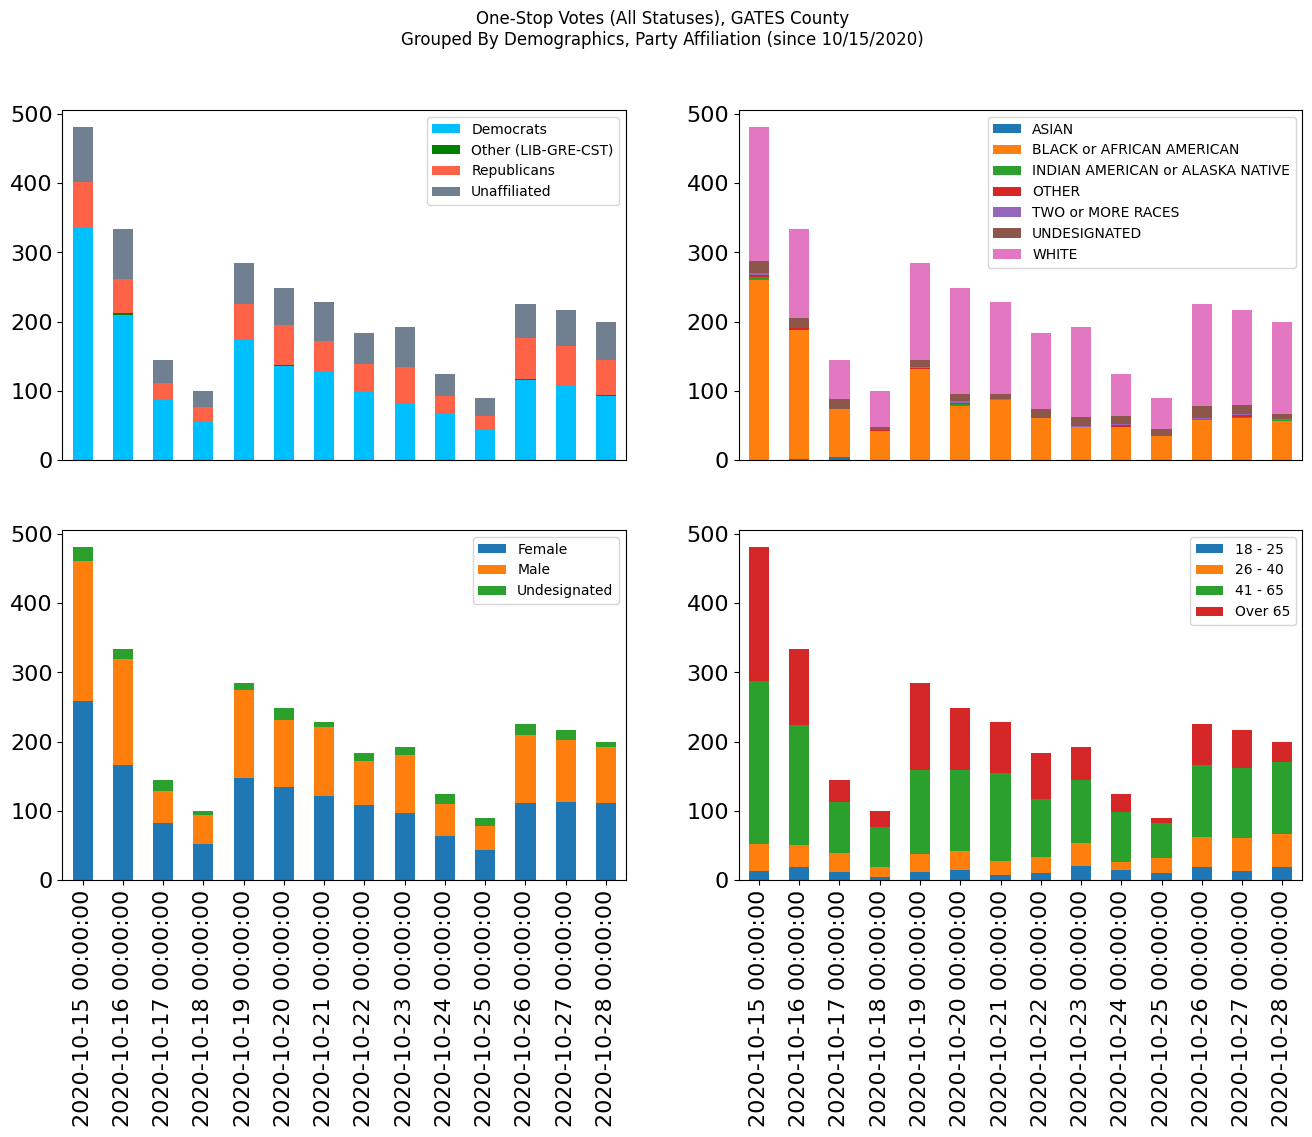 One-Stop Votes (All Statuses), GATES County
Grouped By Demographics, Party Affiliation (since 10/15/2020)
500
400
300
200
100
0
Democrats
Other (LIB-GRE-CST)
Republicans
Unaffiliated
500
400
300
200
100
0
ASIAN
BLACK or AFRICAN AMERICAN
INDIAN AMERICAN or ALASKA NATIVE
OTHER
TWO or MORE RACES
UNDESIGNATED
WHITE
500
400
300
200
100
0
Female
Male
Undesignated
2020-10-15 00:00:00
2020-10-16 00:00:00
2020-10-17 00:00:00
2020-10-18 00:00:00
2020-10-19 00:00:00
2020-10-20 00:00:00
2020-10-21 00:00:00
2020-10-22 00:00:00
2020-10-23 00:00:00
2020-10-24 00:00:00
2020-10-25 00:00:00
2020-10-26 00:00:00
2020-10-27 00:00:00
2020-10-28 00:00:00
500
400
300
200
100
0
18 - 25
26 - 40
41 - 65
Over 65
2020-10-15 00:00:00
2020-10-16 00:00:00
2020-10-17 00:00:00
2020-10-18 00:00:00
2020-10-19 00:00:00
2020-10-20 00:00:00
2020-10-21 00:00:00
2020-10-22 00:00:00
2020-10-23 00:00:00
2020-10-24 00:00:00
2020-10-25 00:00:00
2020-10-26 00:00:00
2020-10-27 00:00:00
2020-10-28 00:00:00